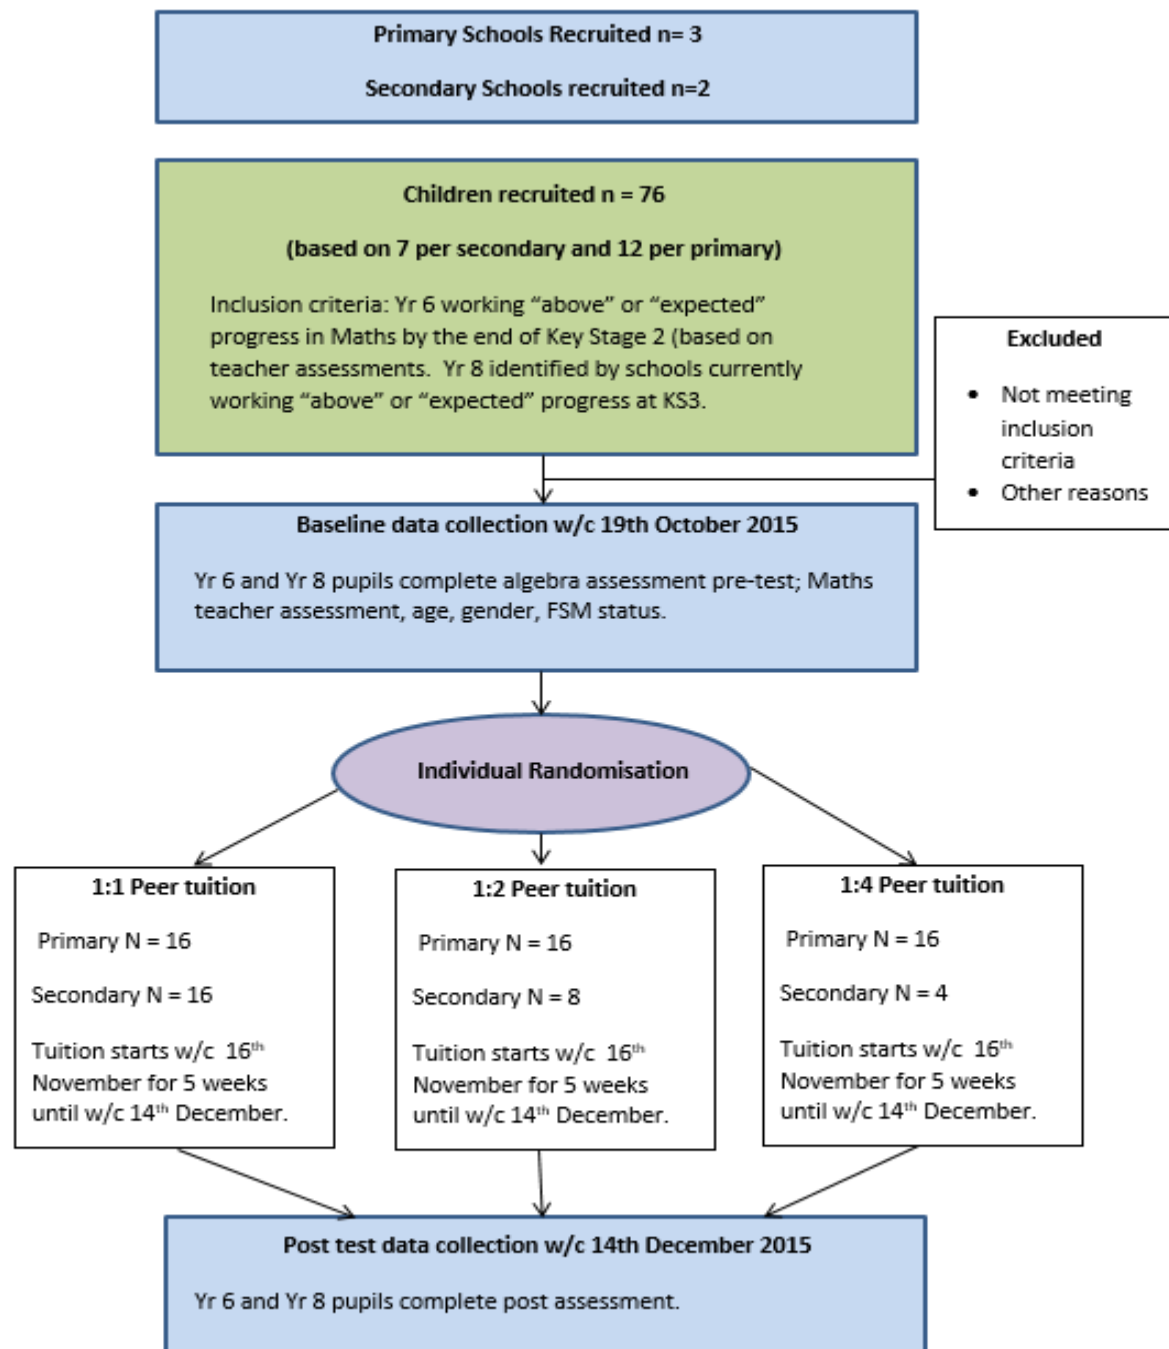 Primary Schools Recruited n= 3
Secondary Schools recruited n=2
Children recruited n = 76
(based on 7 per secondary and 12 per primary)
Inclusion criteria: Yr 6 working “above” or “expected”
progress in Maths by the end of Key Stage 2 (based on
teacher assessments.  Yr 8 identified by schools currently
working “above” or “expected” progress at KS3.
Excluded
• Not meeting
inclusion
criteria
• Other reasons
Baseline data collection w/c 19th October 2015
Yr 6 and Yr 8 pupils complete algebra assessment pre-test; Maths
teacher assessment, age, gender, FSM status.
Individual Randomisation
1:1 Peer tuition
Primary N = 16
Secondary N = 16
Tuition starts w/c  16th
November for 5 weeks
until w/c 14th December.
1:2 Peer tuition
Primary N = 16
Secondary N = 8
Tuition starts w/c  16th
November for 5 weeks
until w/c 14th December.
1:4 Peer tuition
Primary N = 16
Secondary N = 4
Tuition starts w/c  16th
November for 5 weeks
until w/c 14th December.
Post test data collection w/c 14th December 2015
Yr 6 and Yr 8 pupils complete post assessment.